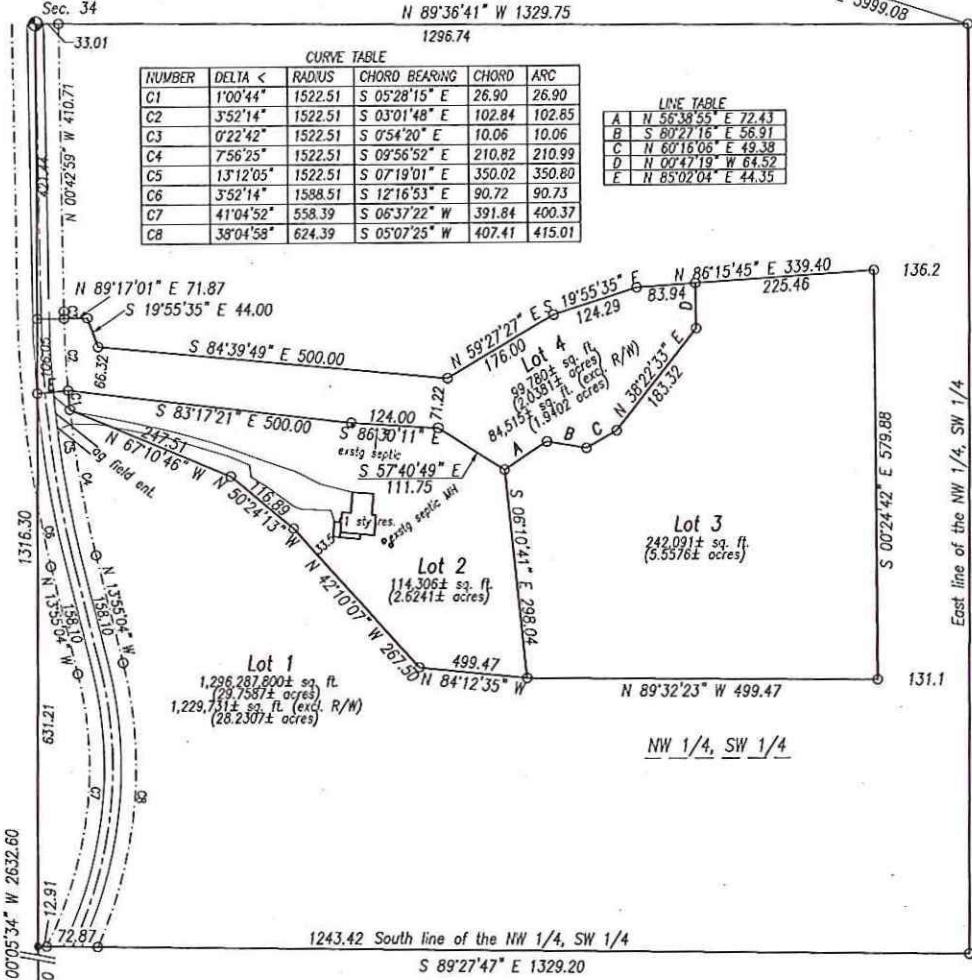 Sec. 34
N 89°36'41" W 1329.75
3999.08
33.01
1296.74
CURVE TABLE
NUMBER DELTA < RADIUS CHORD BEARING CHORD ARC
C1 1°00'44" 1522.51 S 05°28'15" E 26.90 26.90
C2 3°52'14" 1522.51 S 03°01'48" E 102.84 102.85
C3 0°22'42" 1522.51 S 0°54'20" E 10.06 10.06
C4 7°56'25" 1522.51 S 09°56'52" E 210.82 210.99
C5 13°12'05" 1522.51 S 07°19'01" E 350.02 350.80
C6 3°52'14" 1588.51 S 12°16'53" E 90.72 90.73
C7 41°04'52" 558.39 S 06°37'22" W 391.84 400.37
C8 38°04'58" 624.39 S 05°07'25" W 407.41 415.01
LINE TABLE
A N 56°38'55" E 72.43
B S 80°27'16" E 56.91
C N 60°16'06" E 49.38
D N 00°47'19" W 64.52
E N 85°02'04" E 44.35
421.44
N 00°42'59" W 410.71
N 89°17'01" E 71.87
S 19°55'35" E 44.00
C3
C2
66.32
106.05
E
C1
S 84°39'49" E 500.00
N 59°27'27" E
176.00
S 19°55'35" E
124.29
N 86°15'45" E 339.40
83.94
225.46
136.2
D
Lot 4
99,780± sq. ft.
(2.0381± acres)
84,515± sq. ft. (excl. R/W)
(1.9402 acres)
N 38°22'33" E
183.32
71.22
S 83°17'21" E 500.00
124.00
S 86°30'11" E
exstg septic
A
B
C
S 57°40'49" E
111.75
247.51
N 67°10'46" W
ag field ent.
C5
C4
116.89
N 50°24'13" W
33.5
1 sty res.
exstg septic MH
S 06°10'41" E 298.04
Lot 3
242,091± sq. ft.
(5.5576± acres)
S 00°24'42" E 579.88
East line of the NW 1/4, SW 1/4
1316.30
C6
N 13°55'04" W
158.10
N 13°55'04" W
158.10
Lot 2
114,306± sq. ft.
(2.6241± acres)
N 42°10'07" W 267.50
499.47
N 84°12'35" W
N 89°32'23" W 499.47
131.1
Lot 1
1,296,287.800± sq. ft.
(29.7587± acres)
1,229,731± sq. ft. (excl. R/W)
(28.2307± acres)
NW 1/4, SW 1/4
631.21
C7
C8
00°05'34" W 2632.60
12.91
72.87
1243.42 South line of the NW 1/4, SW 1/4
S 89°27'47" E 1329.20